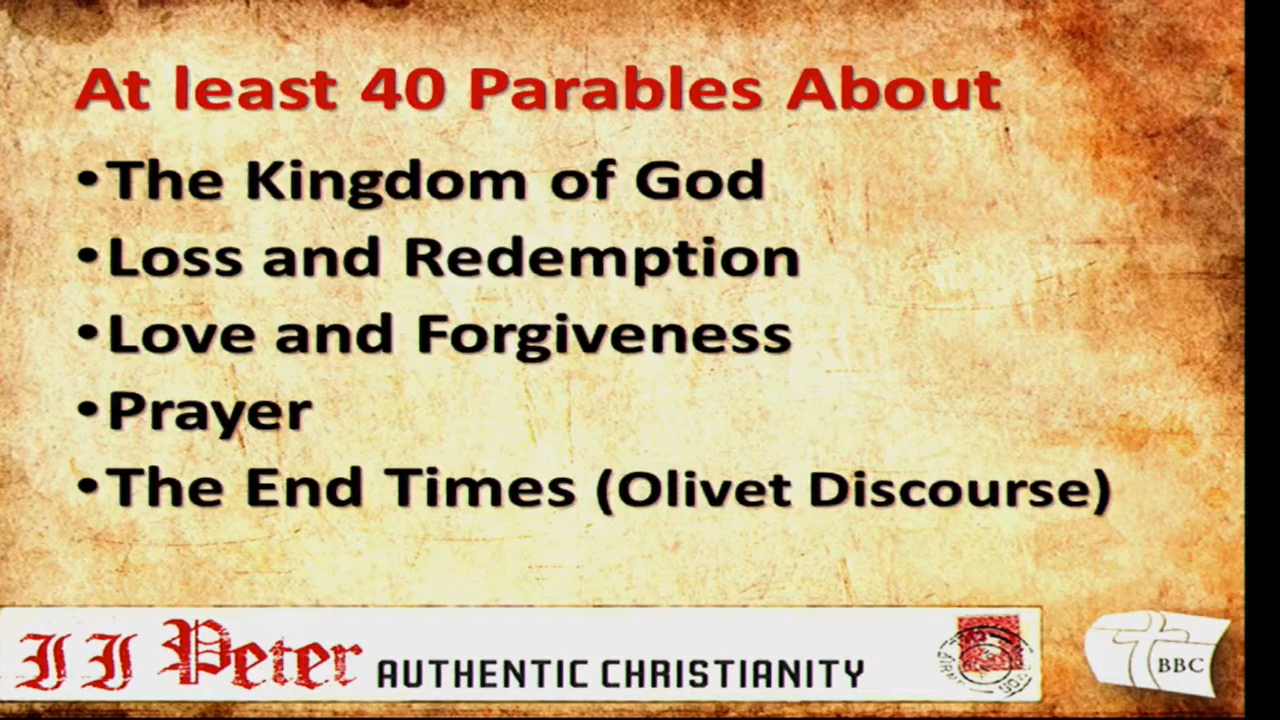 At least 40 Parables About
•The Kingdom of God
•Loss and Redemption
•Love and Forgiveness
•Prayer
•The End Times (Olivet Discourse)
II Peter AUTHENTIC CHRISTIANITY
BBC